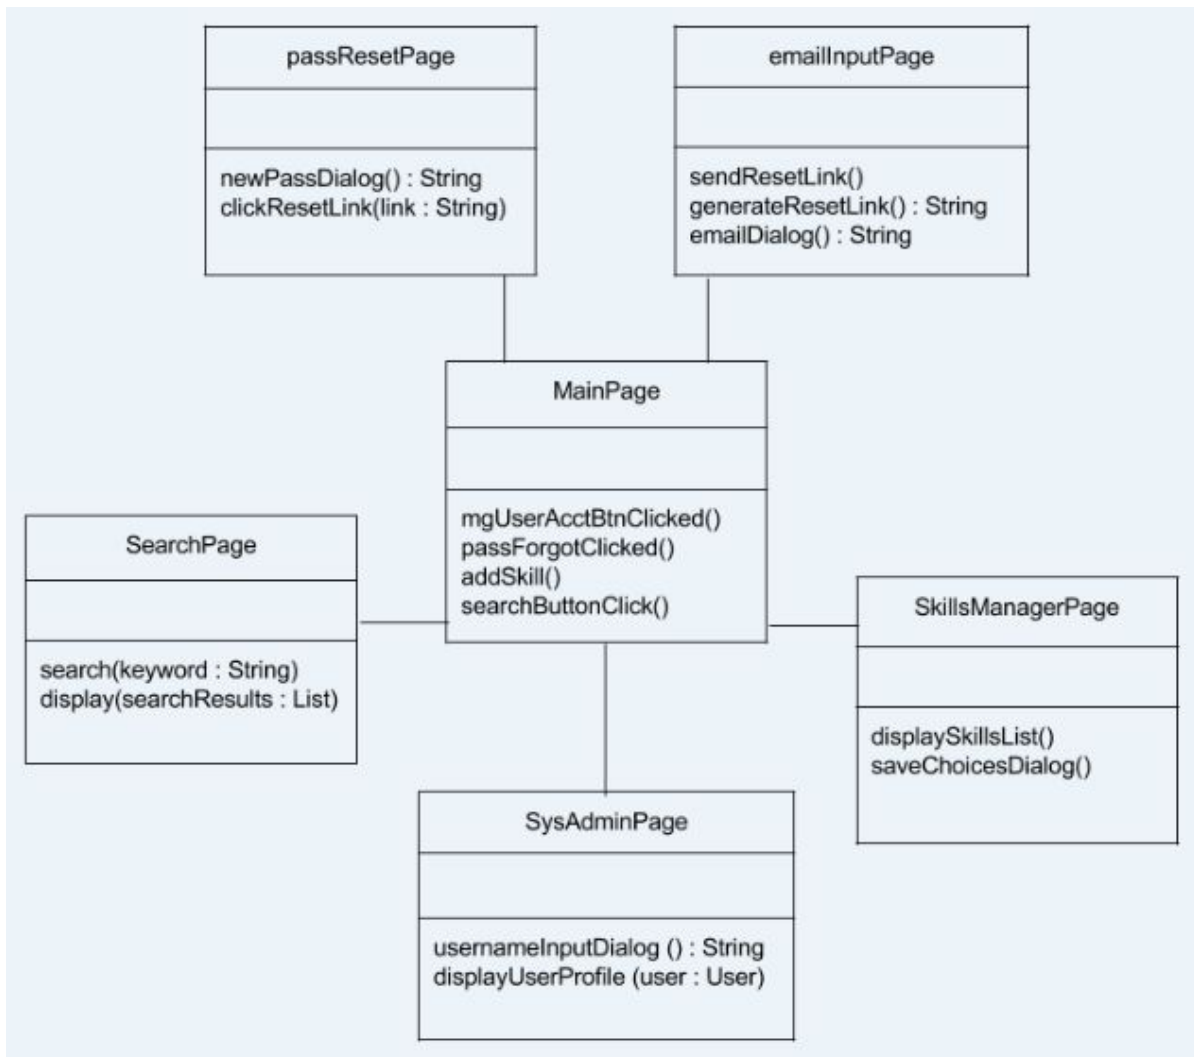 passResetPage
newPassDialog() : String
clickResetLink(link : String)
emailInputPage
sendResetLink()
generateResetLink() : String
emailDialog() : String
MainPage
mgUserAcctBtnClicked()
passForgotClicked()
addSkill()
searchButtonClick()
SearchPage
search(keyword : String)
display(searchResults : List)
SkillsManagerPage
displaySkillsList()
saveChoicesDialog()
SysAdminPage
usernameInputDialog () : String
displayUserProfile (user : User)